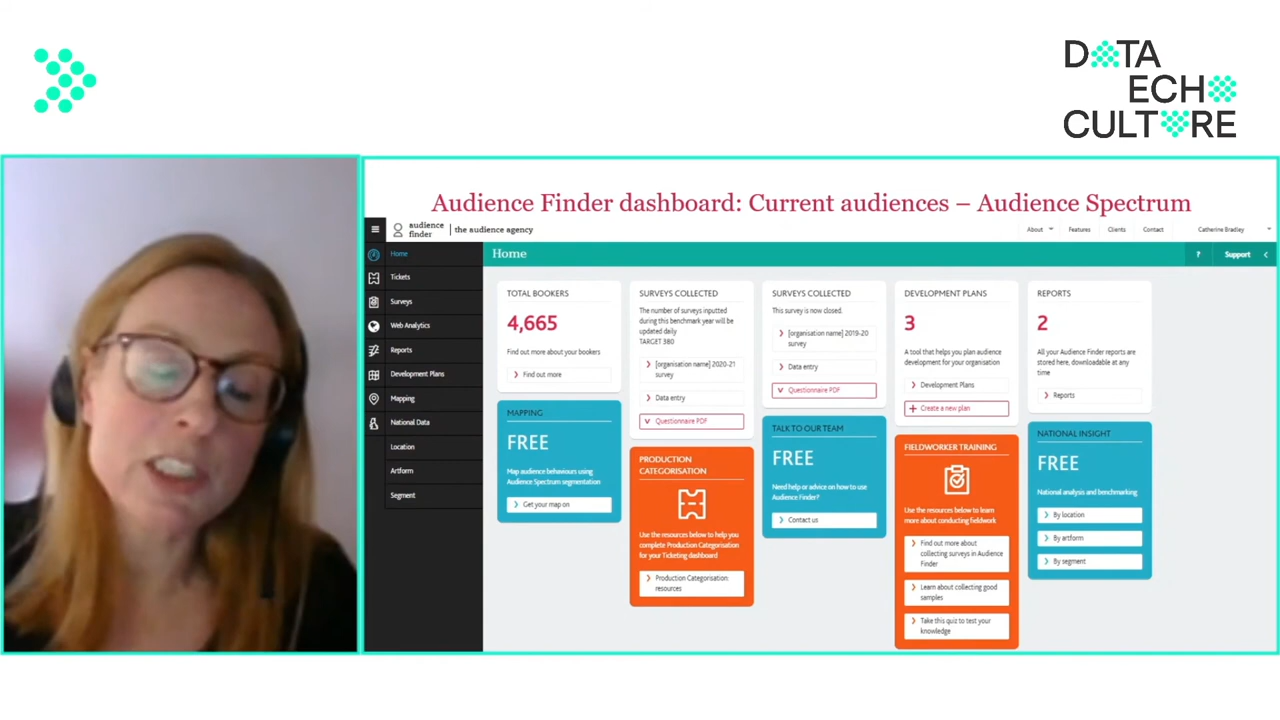 DATA
ECHO
CULTURE
Audience Finder dashboard: Current audiences – Audience Spectrum
audience
finder
the audience agency
About
Features
Clients
Contact
Catherine Bradley
Home
Tickets
Surveys
Web Analytics
Reports
Development Plans
Mapping
National Data
Location
Artform
Segment
Home
?
Support
TOTAL BOOKERS
4,665
Find out more about your bookers
Find out more
MAPPING
FREE
Map audience behaviours using
Audience Spectrum segmentation
Get your map on
SURVEYS COLLECTED
The number of surveys inputted
during this benchmark year will be
updated daily
TARGET 380
[organisation name] 2020-21
survey
Data entry
Questionnaire PDF
PRODUCTION
CATEGORISATION
Use the resources below to help you
complete Production Categorisation
for your Ticketing dashboard
Production Categorisation:
resources
SURVEYS COLLECTED
This survey is now closed.
[organisation name] 2019-20
survey
Data entry
Questionnaire PDF
TALK TO OUR TEAM
FREE
Need help or advice on how to use
Audience Finder?
Contact us
DEVELOPMENT PLANS
3
A tool that helps you plan audience
development for your organisation
Development Plans
Create a new plan
FIELDWORKER TRAINING
Use the resources below to learn
more about conducting fieldwork
Find out more about
collecting surveys in Audience
Finder
Learn about collecting good
samples
Take this quiz to test your
knowledge
REPORTS
2
All your Audience Finder reports are
stored here, downloadable at any
time
Reports
NATIONAL INSIGHT
FREE
National analysis and benchmarking
By location
By artform
By segment